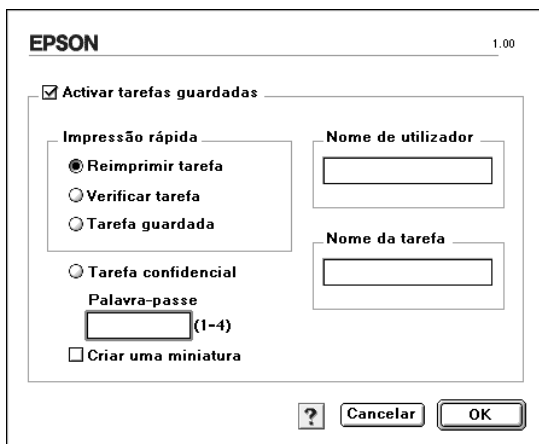 EPSON
1.00
Activar tarefas guardadas
Impressão rápida
Reimprimir tarefa
Verificar tarefa
Tarefa guardada
Tarefa confidencial
Palavra-passe
(1-4)
Criar uma miniatura
Nome de utilizador
Nome da tarefa
?
Cancelar
OK